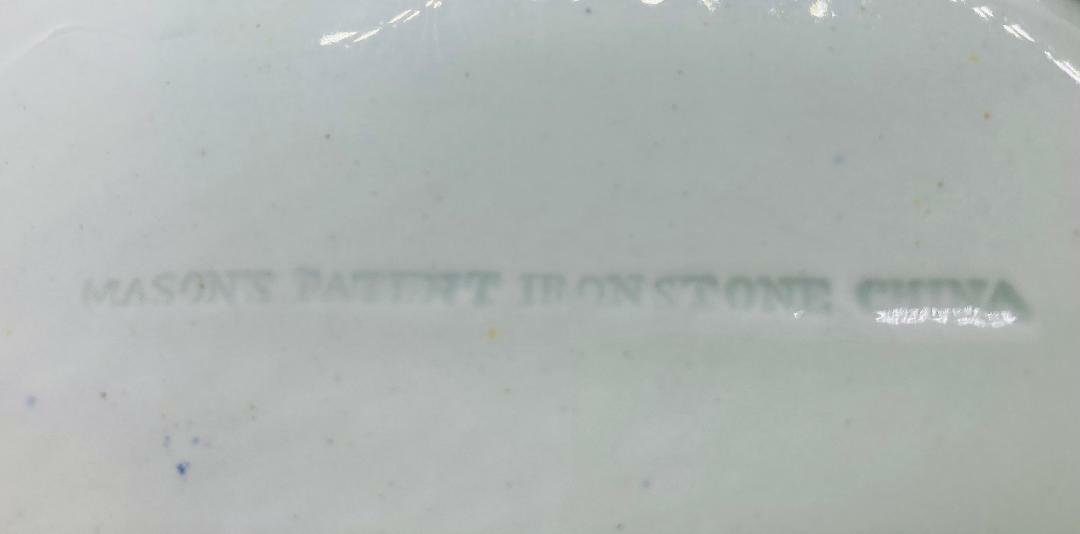 MASON'S PATENT IRONSTONE CHINA